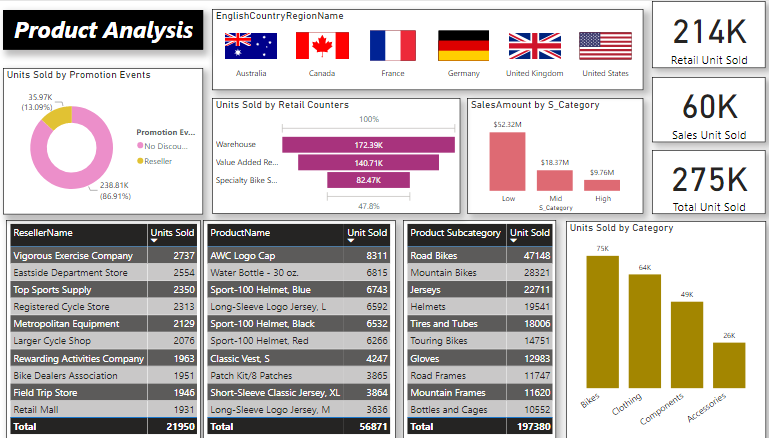 Product Analysis
EnglishCountryRegionName
Australia
Canada
France
Germany
United Kingdom
United States
214K
Retail Unit Sold
60K
Sales Unit Sold
275K
Total Unit Sold
Units Sold by Promotion Events
35.97K
(13.09%)
238.81K
(86.91%)
Promotion Ev...
No Discou...
Reseller
Units Sold by Retail Counters
100%
Warehouse 172.39K
Value Added Re... 140.71K
Specialty Bike S... 82.47K
47.8%
SalesAmount by S_Category
$52.32M
$18.37M
$9.76M
Low Mid High
S_Category
ResellerName Units Sold
Vigorous Exercise Company 2737
Eastside Department Store 2554
Top Sports Supply 2350
Registered Cycle Store 2313
Metropolitan Equipment 2129
Larger Cycle Shop 2076
Rewarding Activities Company 1963
Bike Dealers Association 1951
Field Trip Store 1946
Retail Mall 1931
Total 21950
ProductName Units Sold
AWC Logo Cap 8311
Water Bottle - 30 oz. 6815
Sport-100 Helmet, Blue 6743
Long-Sleeve Logo Jersey, L 6592
Sport-100 Helmet, Black 6532
Sport-100 Helmet, Red 6266
Classic Vest, S 4247
Patch Kit/8 Patches 3865
Short-Sleeve Classic Jersey, XL 3864
Long-Sleeve Logo Jersey, M 3636
Total 56871
Product Subcategory Units Sold
Road Bikes 47148
Mountain Bikes 28321
Jerseys 22711
Helmets 19541
Tires and Tubes 18006
Touring Bikes 14751
Gloves 12983
Road Frames 11747
Mountain Frames 11620
Bottles and Cages 10552
Total 197380
Units Sold by Category
75K
64K
49K
26K
Bikes
Clothing
Components
Accessories